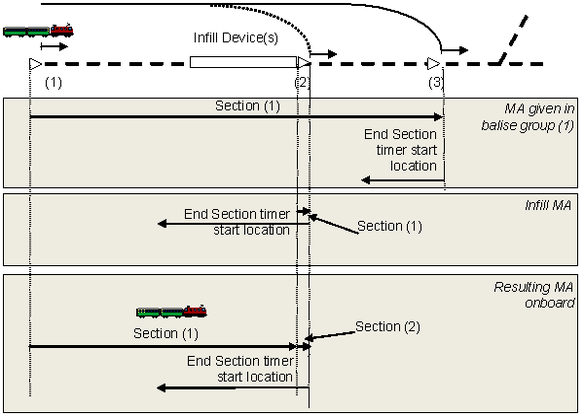 Infill Device(s)
(1)
(2)
(3)
Section (1)
MA given in
balise group (1)
End Section
timer start
location
Infill MA
End Section timer
start location
Section (1)
Resulting MA
onboard
Section (1)
Section (2)
End Section timer
start location